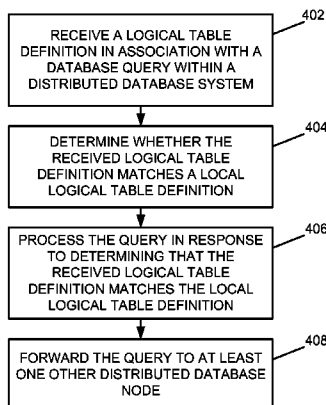 402
RECEIVE A LOGICAL TABLE
DEFINITION IN ASSOCIATION WITH A
DATABASE QUERY WITHIN A
DISTRIBUTED DATABASE SYSTEM
404
DETERMINE WHETHER THE
RECEIVED LOGICAL TABLE
DEFINITION MATCHES A LOCAL
LOGICAL TABLE DEFINITION
406
PROCESS THE QUERY IN RESPONSE
TO DETERMINING THAT THE
RECEIVED LOGICAL TABLE
DEFINITION MATCHES THE LOCAL
LOGICAL TABLE DEFINITION
408
FORWARD THE QUERY TO AT LEAST
ONE OTHER DISTRIBUTED DATABASE
NODE